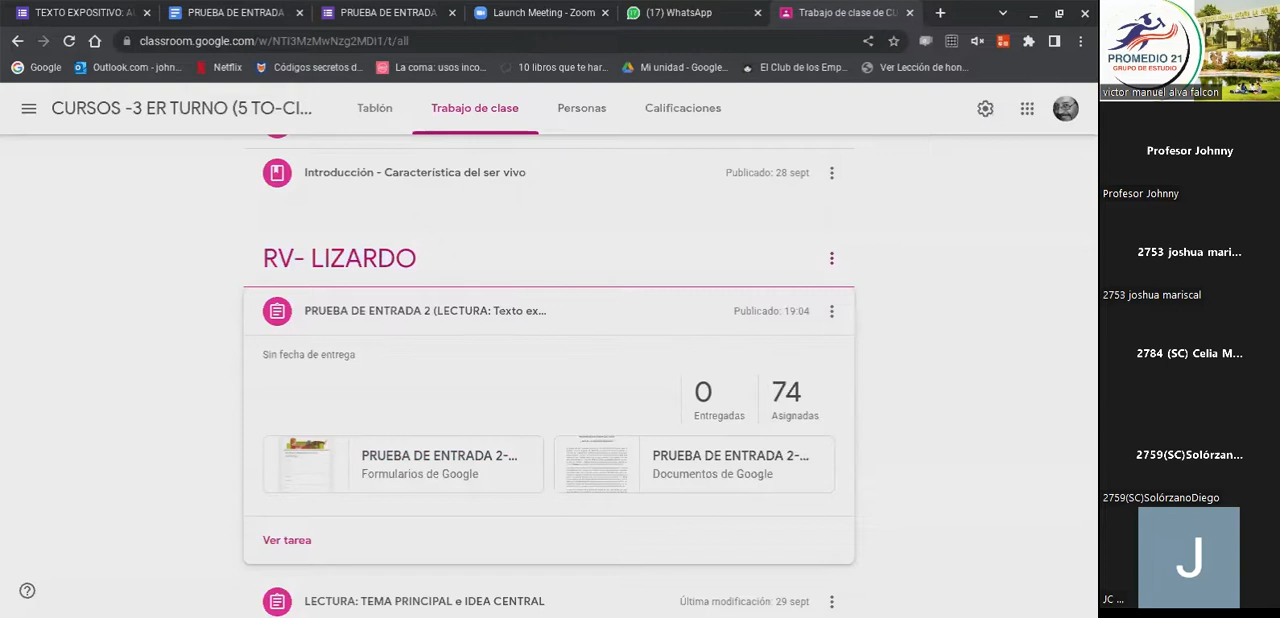 TEXTO EXPOSITIVO: AU
PRUEBA DE ENTRADA
PRUEBA DE ENTRADA
Launch Meeting - Zoom
(17) WhatsApp
Trabajo de clase de CU
classroom.google.com/w/NTI3MzMwNzg2MDI1/t/all
Google
Outlook.com - john...
Netflix
Códigos secretos d...
10 libros que te har...
Mi unidad - Google...
El Club de los Emp...
Ver Lección de hon...
CURSOS -3 ER TURNO (5 TO-CI...
Tablón
Trabajo de clase
Personas
Calificaciones
Introducción - Característica del ser vivo
Publicado: 28 sept
RV- LIZARDO
PRUEBA DE ENTRADA 2 (LECTURA: Texto ex...
Publicado: 19:04
Sin fecha de entrega
0
Entregadas
74
Asignadas
PRUEBA DE ENTRADA 2-...
Formularios de Google
PRUEBA DE ENTRADA 2-...
Documentos de Google
Ver tarea
LECTURA: TEMA PRINCIPAL e IDEA CENTRAL
Última modificación: 29 sept
PROMEDIO 21
GRUPO DE ESTUDIO
victor manuel alva falcon
Profesor Johnny
Profesor Johnny
2753 joshua mari...
2753 joshua mariscal
2784 (SC) Celia M...
2759(SC)Solórzan...
2759(SC)SolórzanoDiego
J
JC ...